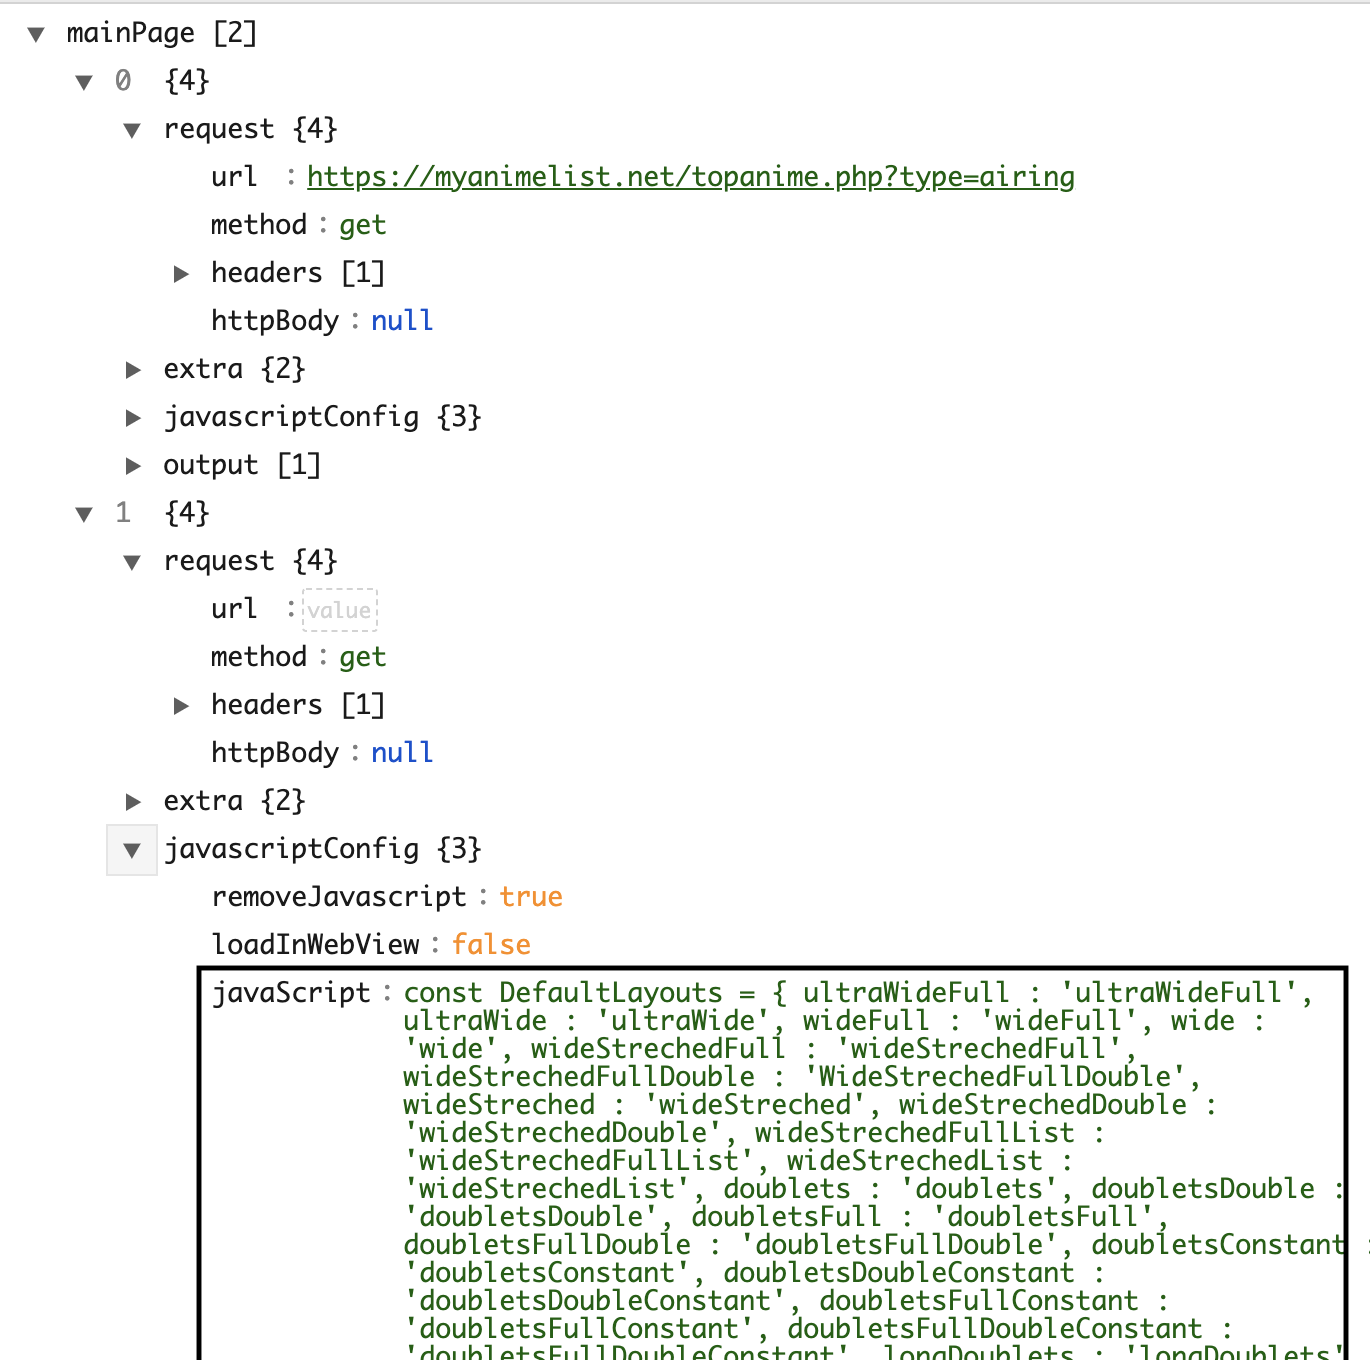 ▼ mainPage [2]
▼ 0 {4}
▼ request {4}
url : https://myanimelist.net/topanime.php?type=airing
method : get
▶ headers [1]
httpBody : null
▶ extra {2}
▶ javascriptConfig {3}
▶ output [1]
▼ 1 {4}
▼ request {4}
url : value
method : get
▶ headers [1]
httpBody : null
▶ extra {2}
▼ javascriptConfig {3}
removeJavascript : true
loadInWebView : false
javaScript : const DefaultLayouts = { ultraWideFull : 'ultraWideFull',
ultraWide : 'ultraWide', wideFull : 'wideFull', wide :
'wide', wideStrechedFull : 'wideStrechedFull',
wideStrechedFullDouble : 'WideStrechedFullDouble',
wideStreched : 'wideStreched', wideStrechedDouble :
'wideStrechedDouble', wideStrechedFullList :
'wideStrechedFullList', wideStrechedList :
'wideStrechedList', doublets : 'doublets', doubletsDouble :
'doubletsDouble', doubletsFull : 'doubletsFull',
doubletsFullDouble : 'doubletsFullDouble', doubletsConstant :
'doubletsConstant', doubletsDoubleConstant :
'doubletsDoubleConstant', doubletsFullConstant :
'doubletsFullConstant', doubletsFullDoubleConstant :
'doubletsFullDoubleConstant', longDoublets : 'longDoublets'